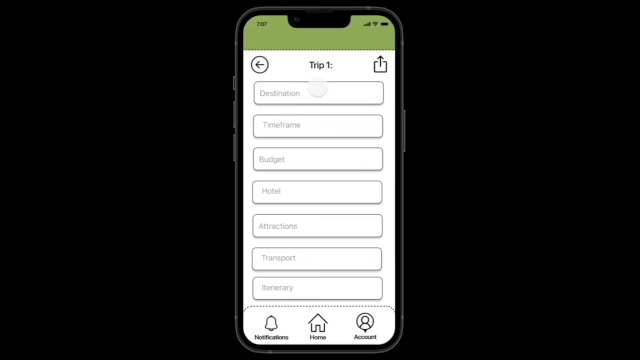 7:07
Trip 1:
Destination
Timeframe
Budget
Hotel
Attractions
Transport
Itenerary
Notifications
Home
Account